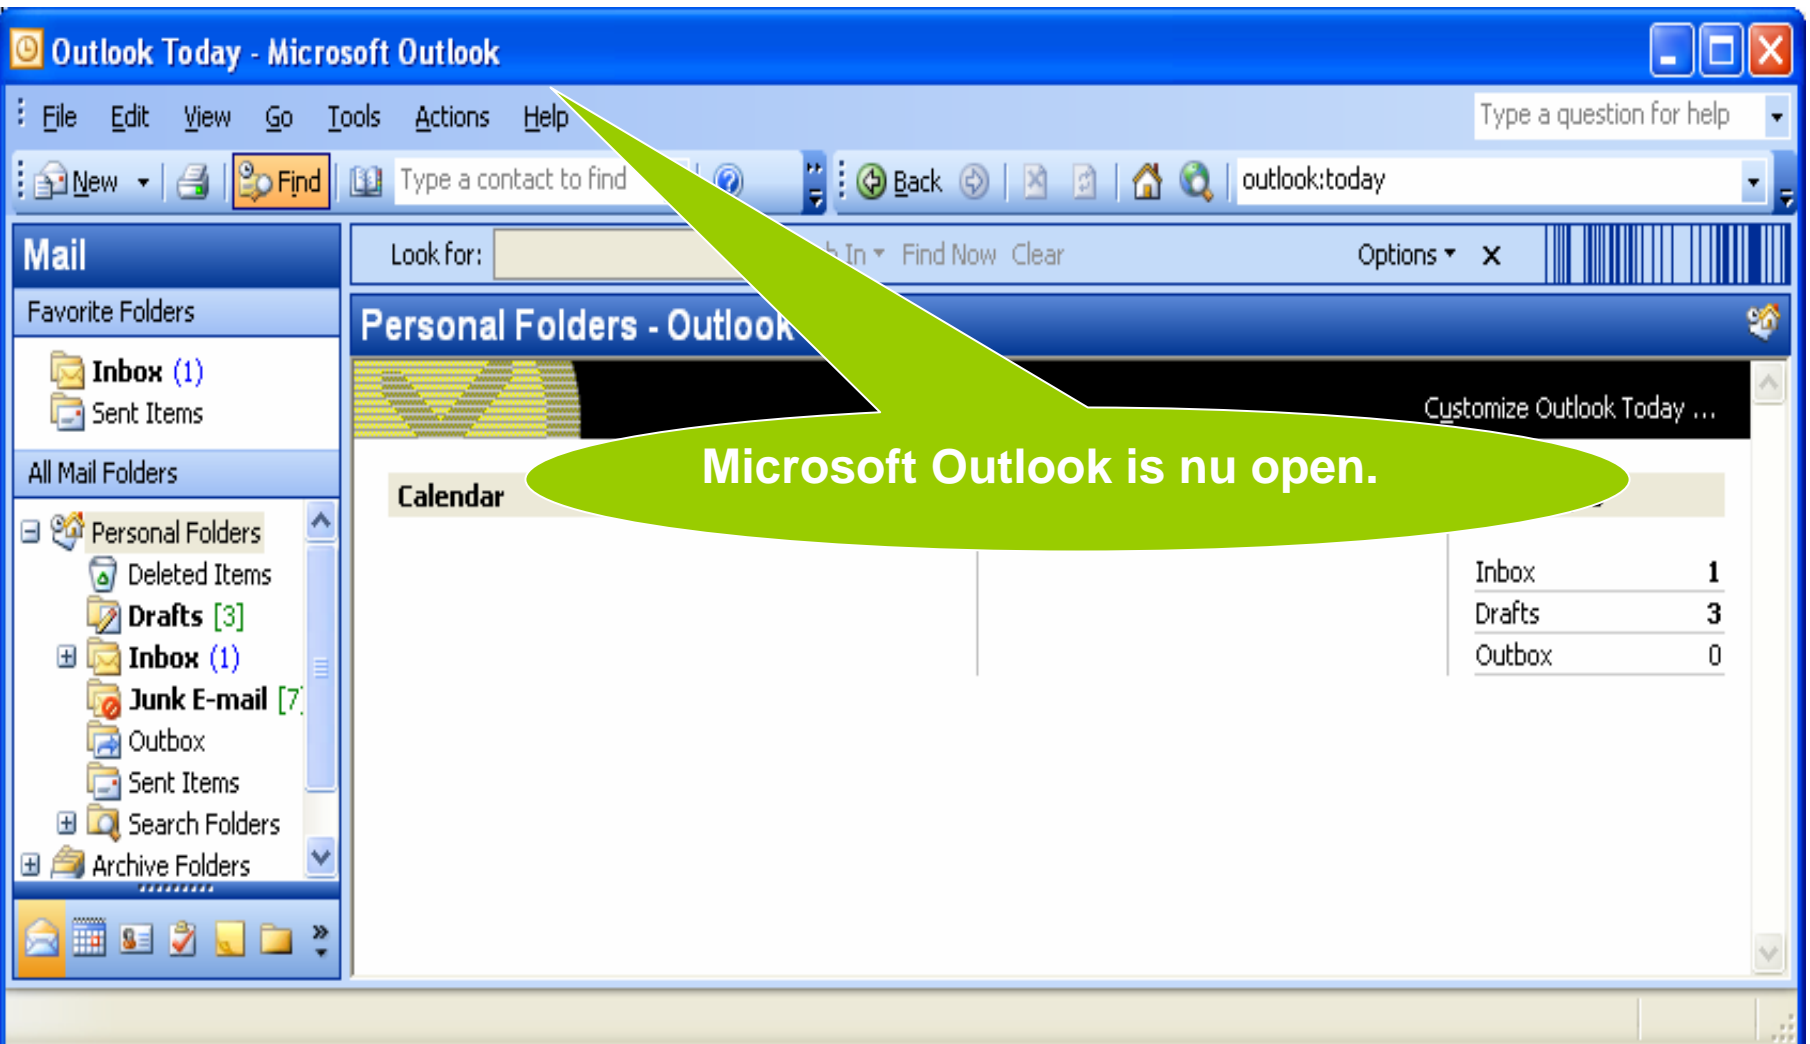 Outlook Today - Microsoft Outlook
File Edit View Go Tools Actions Help
Type a question for help
New Find Type a contact to find Back outlook:today
Mail
Look for: In Find Now Clear Options
Favorite Folders
Personal Folders - Outlook
Inbox (1)
Sent Items
Customize Outlook Today ...
All Mail Folders
Microsoft Outlook is nu open.
Calendar
Personal Folders
Deleted Items
Drafts [3]
Inbox (1)
Junk E-mail [7]
Outbox
Sent Items
Search Folders
Archive Folders
Inbox 1
Drafts 3
Outbox 0